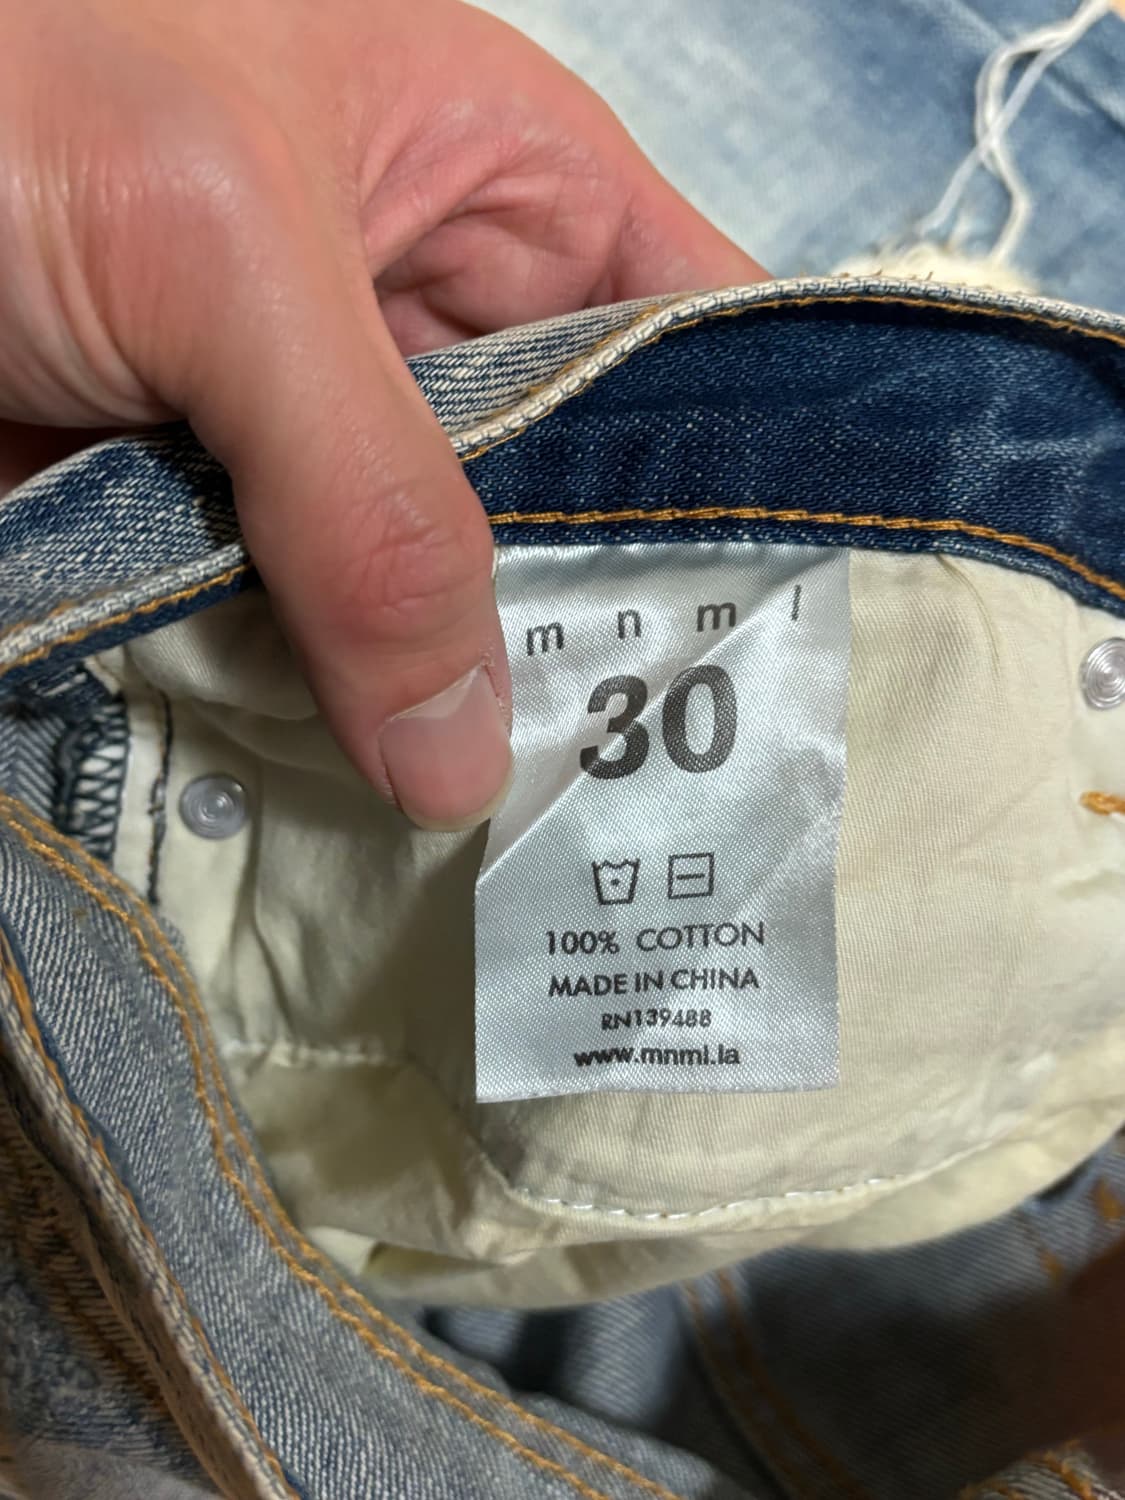 m n m l
30
100% COTTON
MADE IN CHINA
RN139488
www.mnml.la